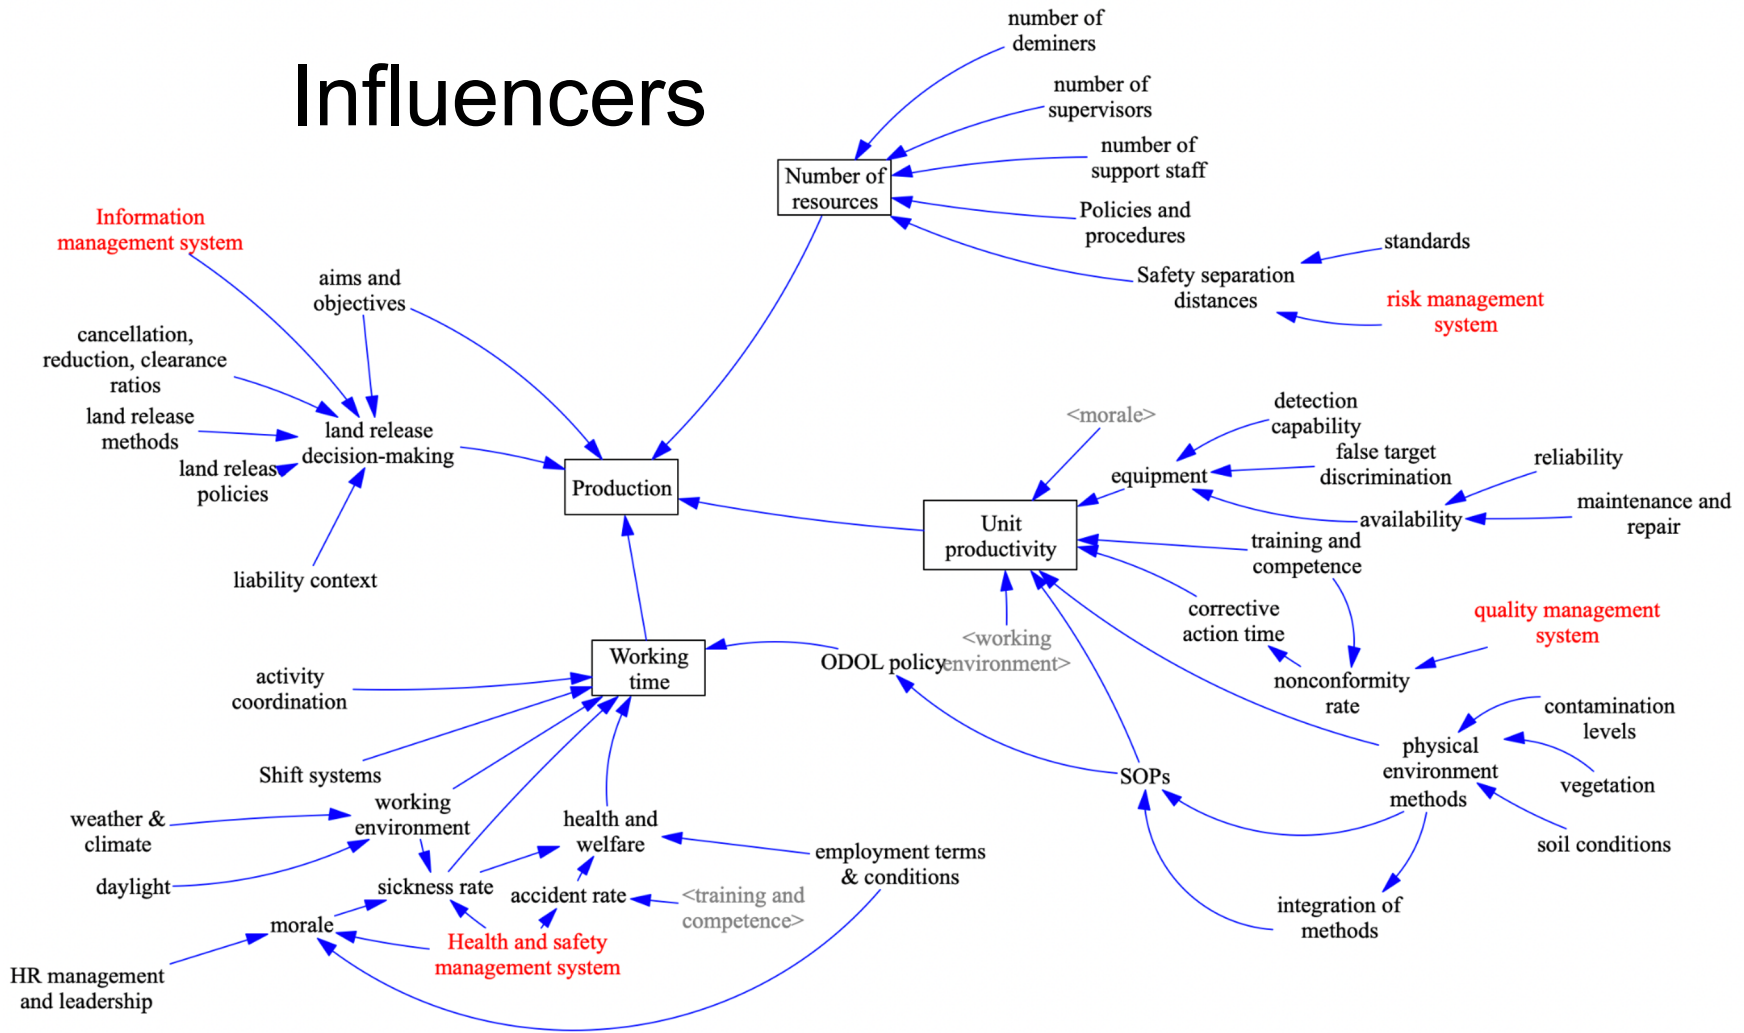 Influencers
number of
deminers
number of
supervisors
number of
support staff
Number of
resources
Policies and
procedures
Safety separation
distances
standards
risk management
system
Information
management system
aims and
objectives
cancellation,
reduction, clearance
ratios
land release
methods
land releas
policies
land release
decision-making
liability context
Production
<morale>
detection
capability
equipment
false target
discrimination
reliability
availability
maintenance and
repair
Unit
productivity
training and
competence
corrective
action time
quality management
system
nonconformity
rate
<working
environment>
ODOL policy
Working
time
activity
coordination
Shift systems
contamination
levels
physical
environment
vegetation
methods
soil conditions
SOPs
integration of
methods
weather &
climate
working
environment
daylight
health and
welfare
employment terms
& conditions
sickness rate
accident rate
<training and
competence>
morale
Health and safety
management system
HR management
and leadership